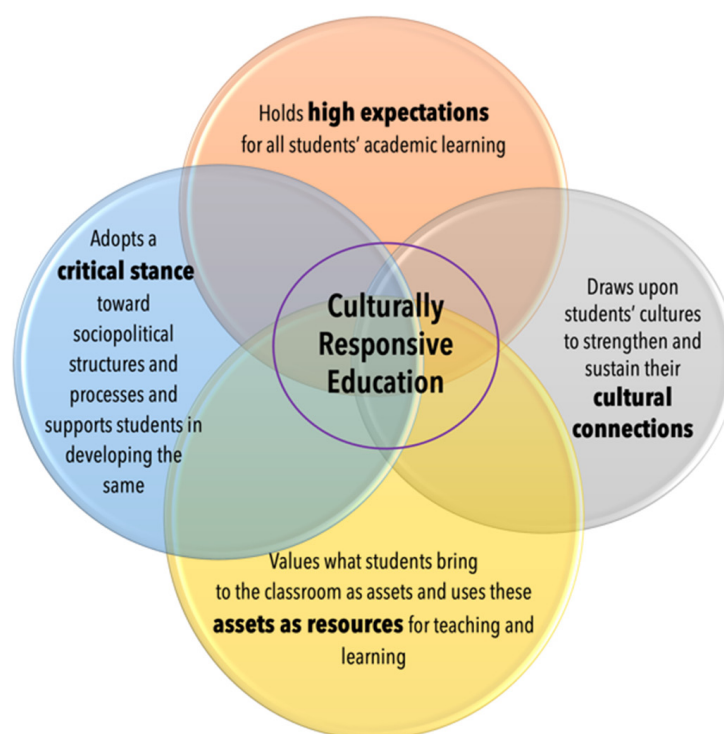 Holds high expectations
for all students' academic learning
Adopts a
critical stance
toward
sociopolitical
structures and
processes and
supports students in
developing the
same
Culturally
Responsive
Education
Draws upon
students' cultures
to strengthen and
sustain their
cultural
connections
Values what students bring
to the classroom as assets and uses these
assets as resources for teaching and
learning